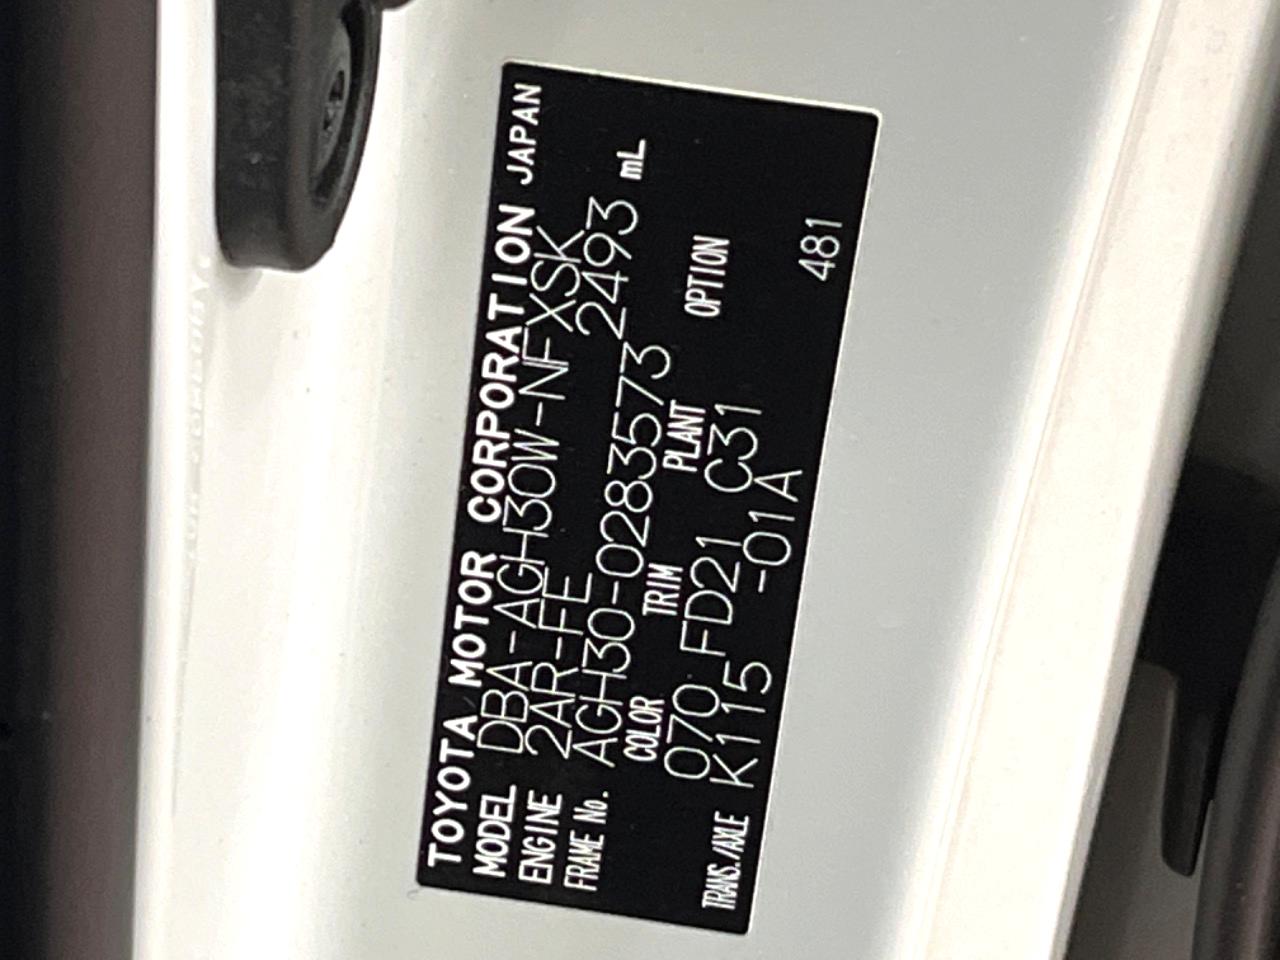 TOYOTA MOTOR CORPORATION JAPAN
MODEL DBA-AGH30W-NFXSK
ENGINE 2AR-FE 2493 mL
FRAME No. AGH30-0283573
COLOR TRIM PLANT OPTION
070 FD21 C31
TRANS./AXLE K115 -01A 481